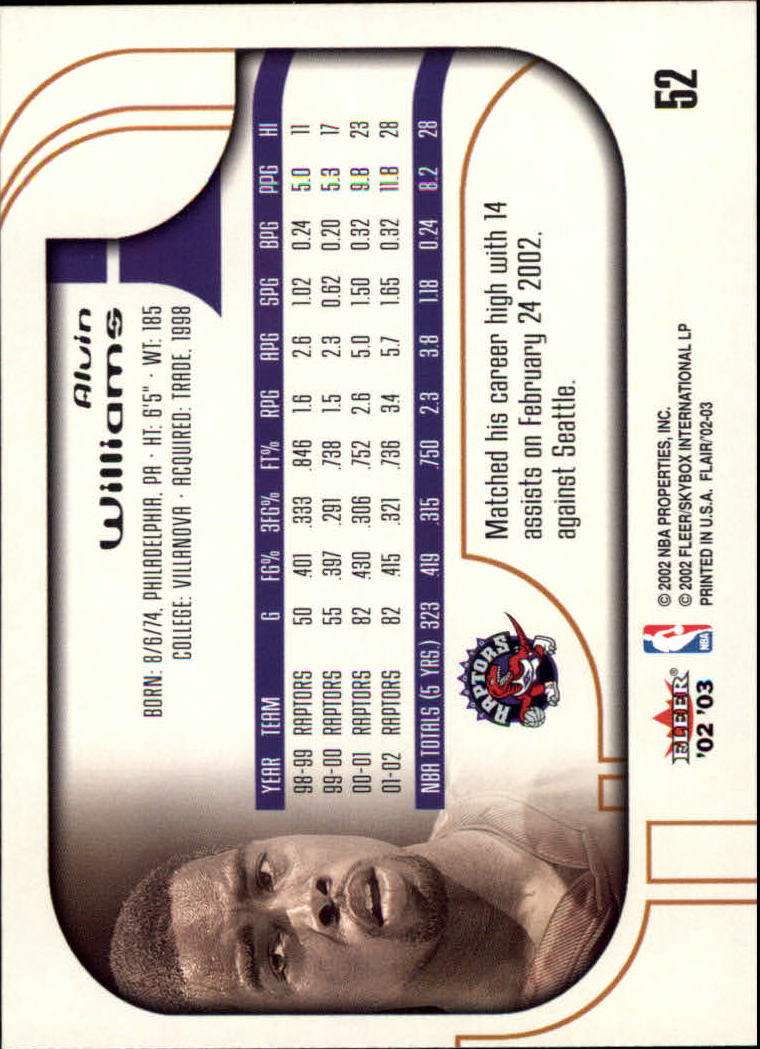 52
Alvin
Williams
BORN: 8/6/74, PHILADELPHIA, PA · HT: 6'5" · WT: 185
COLLEGE: VILLANOVA · ACQUIRED: TRADE, 1998
YEAR TEAM G FG% 3FG% FT% RPG APG SPG BPG PPG HI
98-99 RAPTORS 50 .401 .333 .846 1.6 2.6 1.02 0.24 5.0 11
99-00 RAPTORS 55 .397 .291 .738 1.5 2.3 0.62 0.20 5.3 17
00-01 RAPTORS 82 .430 .306 .752 2.6 5.0 1.50 0.32 9.8 23
01-02 RAPTORS 82 .415 .321 .736 3.4 5.7 1.65 0.32 11.8 28
NBA TOTALS (5 YRS.) 323 .419 .315 .750 2.3 3.8 1.18 0.24 8.2 28
RAPTORS
Matched his career high with 14
assists on February 24 2002.
against Seattle.
FLEER®
'02 '03
NBA
© 2002 NBA PROPERTIES, INC.
© 2002 FLEER/SKYBOX INTERNATIONAL LP
PRINTED IN U.S.A. FLAIR/'02-03